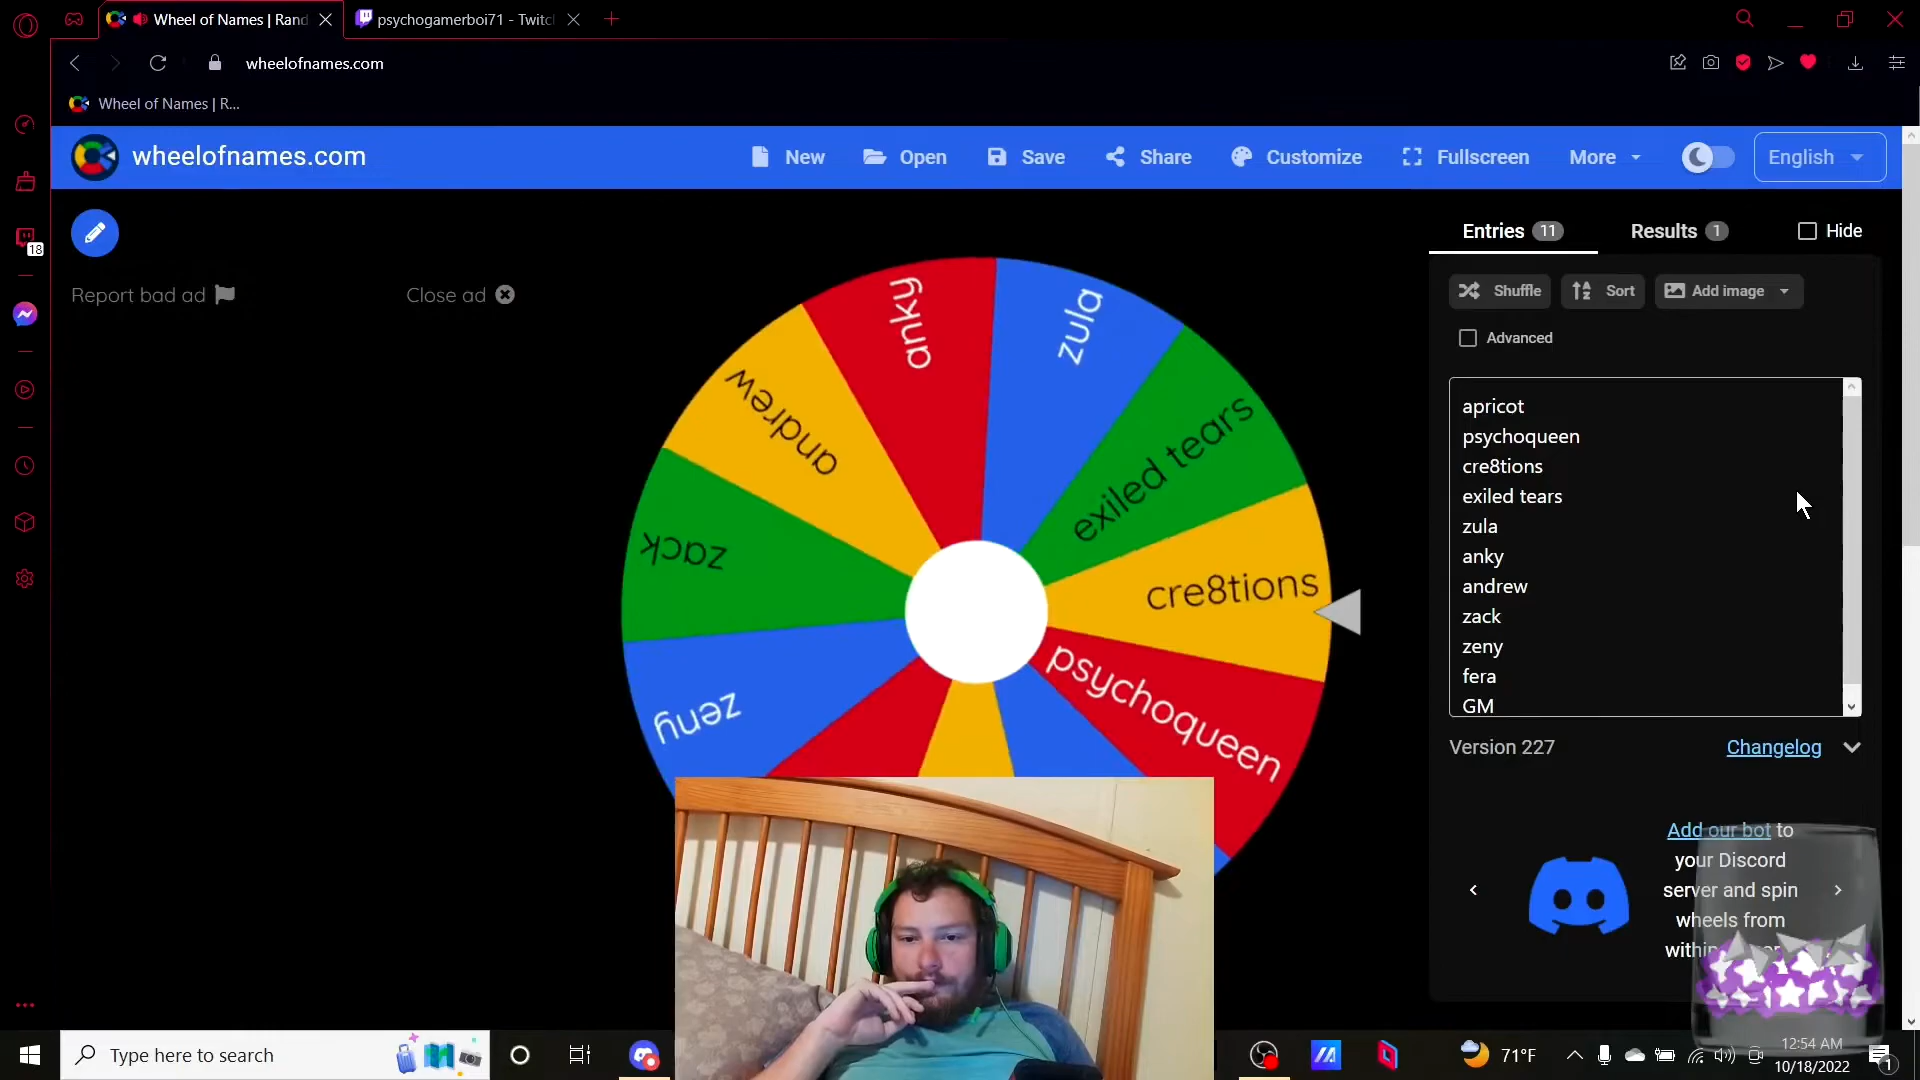 Wheel of Names | Rand
psychogamerboi71 - Twitc
wheelofnames.com
Wheel of Names | R...
wheelofnames.com
New
Open
Save
Share
Customize
Fullscreen
More
English
18
Report bad ad
Close ad
anky
zula
andrew
exiled tears
zack
cre8tions
zeny
psychoqueen
Entries 11
Results 1
Hide
Shuffle
Sort
Add image
Advanced
apricot
psychoqueen
cre8tions
exiled tears
zula
anky
andrew
zack
zeny
fera
GM
Version 227
Changelog
Add our bot to
your Discord
server and spin
wheels from
Type here to search
71°F
12:54 AM
10/18/2022
1